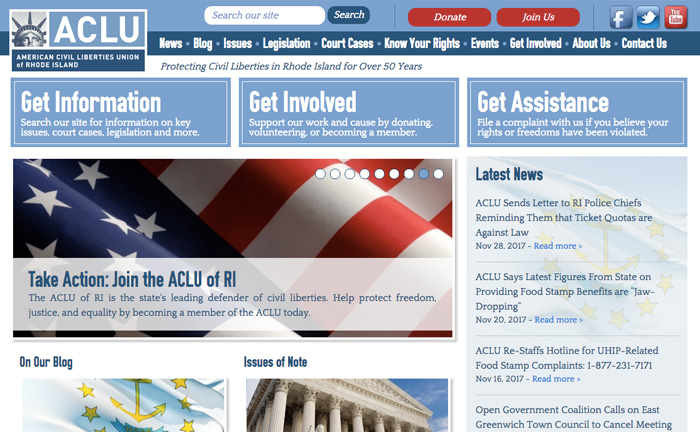 ACLU
AMERICAN CIVIL LIBERTIES UNION
of RHODE ISLAND
Search our site
Search
Donate
Join Us
You
Tube
News • Blog • Issues • Legislation • Court Cases • Know Your Rights • Events • Get Involved • About Us • Contact Us
Protecting Civil Liberties in Rhode Island for Over 50 Years
Get Information
Search our site for information on key
issues, court cases, legislation and more.
Get Involved
Support our work and cause by donating,
volunteering, or becoming a member.
Get Assistance
File a complaint with us if you believe your
rights or freedoms have been violated.
Take Action: Join the ACLU of RI
The ACLU of RI is the state's leading defender of civil liberties. Help protect freedom,
justice, and equality by becoming a member of the ACLU today.
Latest News
ACLU Sends Letter to RI Police Chiefs
Reminding Them that Ticket Quotas are
Against Law
Nov 28, 2017 - Read more >
ACLU Says Latest Figures From State on
Providing Food Stamp Benefits are "Jaw-
Dropping"
Nov 20, 2017 - Read more >
ACLU Re-Staffs Hotline for UHIP-Related
Food Stamp Complaints: 1-877-231-7171
Nov 16, 2017 - Read more >
Open Government Coalition Calls on East
Greenwich Town Council to Cancel Meeting
On Our Blog
Issues of Note